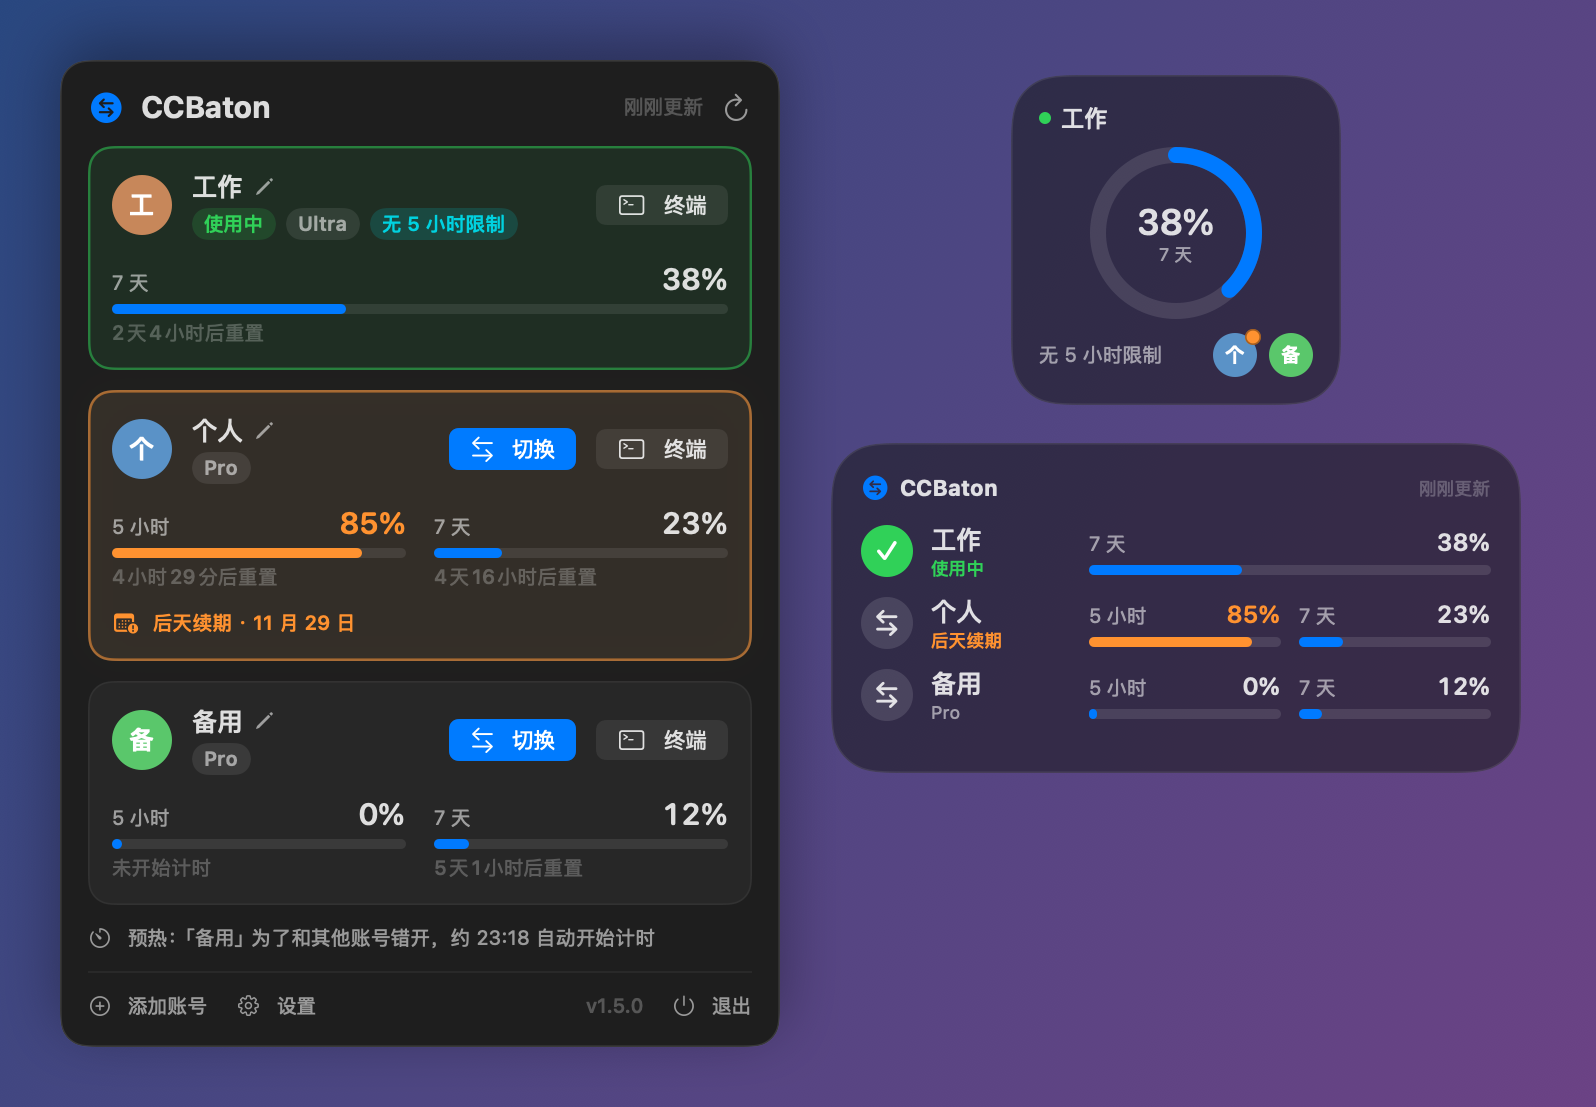 CCBaton 刚刚更新
工 工作
使用中 Ultra 无 5 小时限制 终端
7 天 38%
2天4小时后重置
个 个人
Pro 切换 终端
5 小时 85% 7 天 23%
4小时29分后重置 4天16小时后重置
后天续期 · 11 月 29 日
备 备用
Pro 切换 终端
5 小时 0% 7 天 12%
未开始计时 5天1小时后重置
预热：「备用」为了和其他账号错开，约 23:18 自动开始计时
添加账号 设置 v1.5.0 退出
工作
38%
7 天
无 5 小时限制 个 备
CCBaton 刚刚更新
工作 7 天 38%
使用中
个人 5 小时 85% 7 天 23%
后天续期
备用 5 小时 0% 7 天 12%
Pro